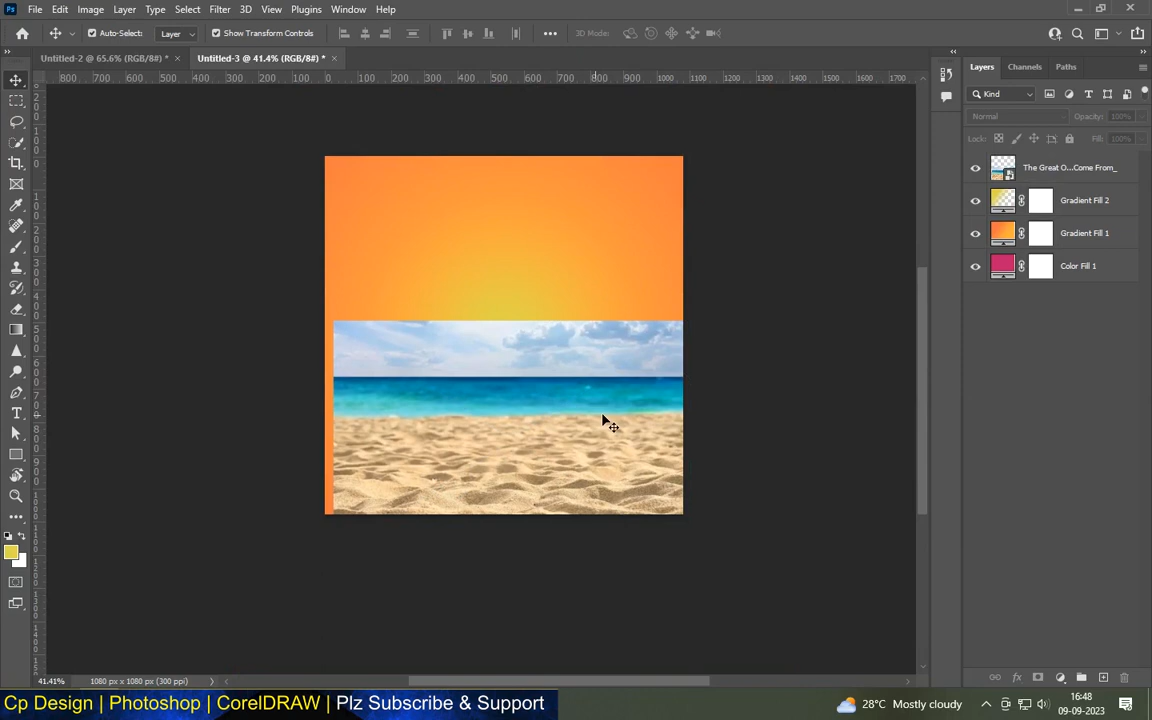 Ps File Edit Image Layer Type Select Filter 3D View Plugins Window Help
Auto-Select: Layer Show Transform Controls 3D Mode:
Untitled-2 @ 65.6% (RGB/8#) * × Untitled-3 @ 41.4% (RGB/8#) * ×
800 700 600 500 400 300 200 100 0 100 200 300 400 500 600 700 800 900 1000 1100 1200 1300 1400 1500 1600 1700
Layers Channels Paths
Kind
Normal Opacity: 100%
Lock: Fill: 100%
The Great O...Come From_
Gradient Fill 2
Gradient Fill 1
Color Fill 1
41.41% 1080 px x 1080 px (300 ppi)
Cp Design | Photoshop | CorelDRAW | Plz Subscribe & Support
28°C Mostly cloudy
16:48
09-09-2023